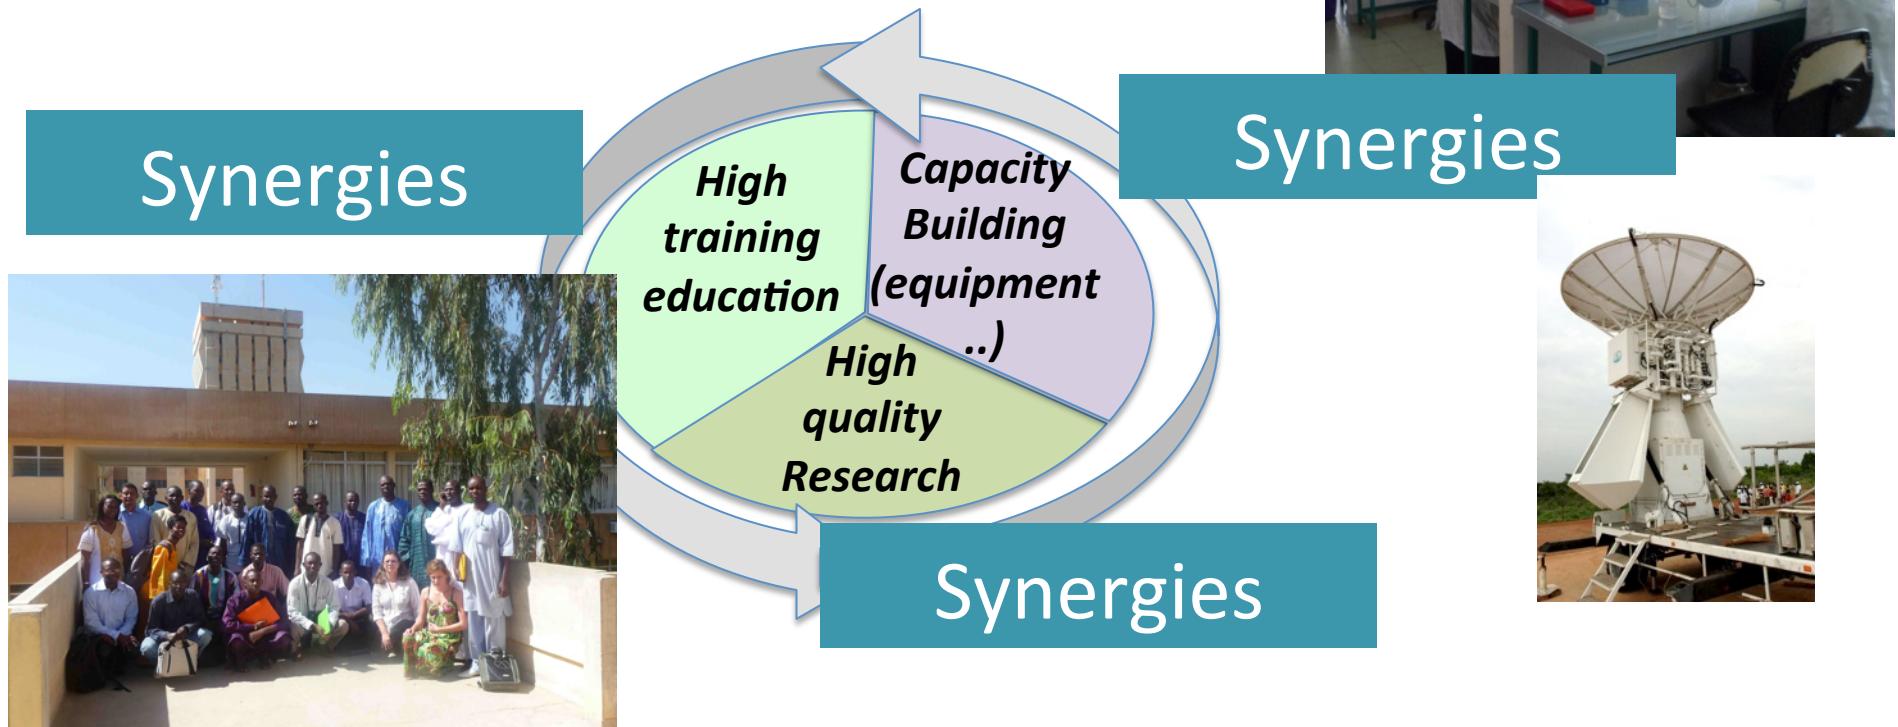 Synergies
High
training
education
Capacity
Building
(equipment
..)
Synergies
High
quality
Research
Synergies